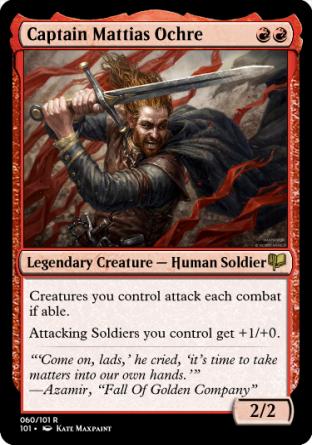 Captain Mattias Ochre
Legendary Creature — Human Soldier
Creatures you control attack each combat
if able.
Attacking Soldiers you control get +1/+0.
“‘Come on, lads,’ he cried, ‘it's time to take
matters into our own hands.’”
—Azamir, “Fall Of Golden Company”
060/101 R
101 • Kate Maxpaint
2/2